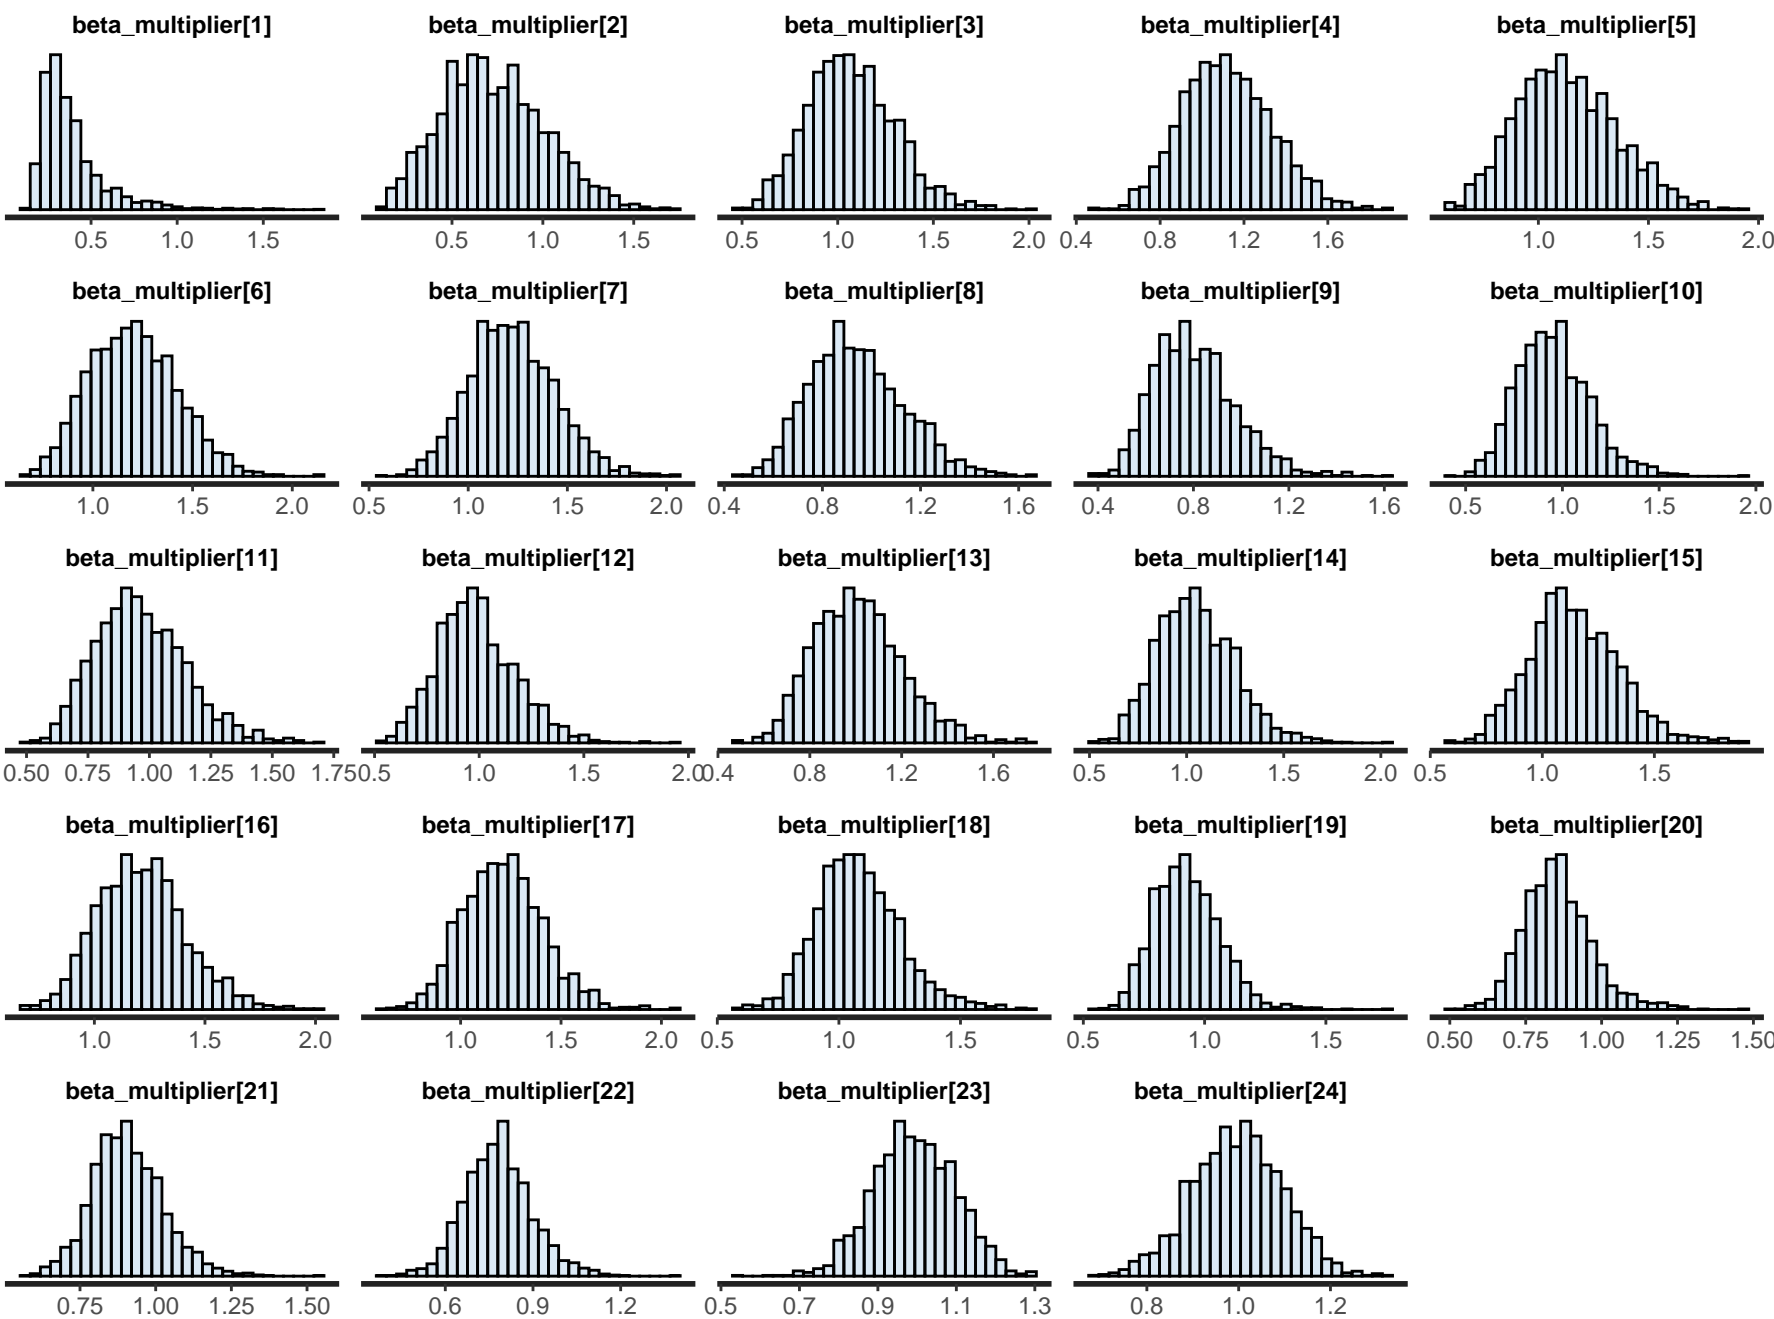 beta_multiplier[1] beta_multiplier[2] beta_multiplier[3] beta_multiplier[4] beta_multiplier[5]
0.5 1.0 1.5 0.5 1.0 1.5 0.5 1.0 1.5 2.0 0.4 0.8 1.2 1.6 1.0 1.5 2.0
beta_multiplier[6] beta_multiplier[7] beta_multiplier[8] beta_multiplier[9] beta_multiplier[10]
1.0 1.5 2.0 0.5 1.0 1.5 2.0 0.4 0.8 1.2 1.6 0.4 0.8 1.2 1.6 0.5 1.0 1.5 2.0
beta_multiplier[11] beta_multiplier[12] beta_multiplier[13] beta_multiplier[14] beta_multiplier[15]
0.50 0.75 1.00 1.25 1.50 1.75 0.5 1.0 1.5 2.0 0.4 0.8 1.2 1.6 0.5 1.0 1.5 2.0 0.5 1.0 1.5
beta_multiplier[16] beta_multiplier[17] beta_multiplier[18] beta_multiplier[19] beta_multiplier[20]
1.0 1.5 2.0 1.0 1.5 2.0 0.5 1.0 1.5 0.5 1.0 1.5 0.50 0.75 1.00 1.25 1.50
beta_multiplier[21] beta_multiplier[22] beta_multiplier[23] beta_multiplier[24]
0.75 1.00 1.25 1.50 0.6 0.9 1.2 0.5 0.7 0.9 1.1 1.3 0.8 1.0 1.2